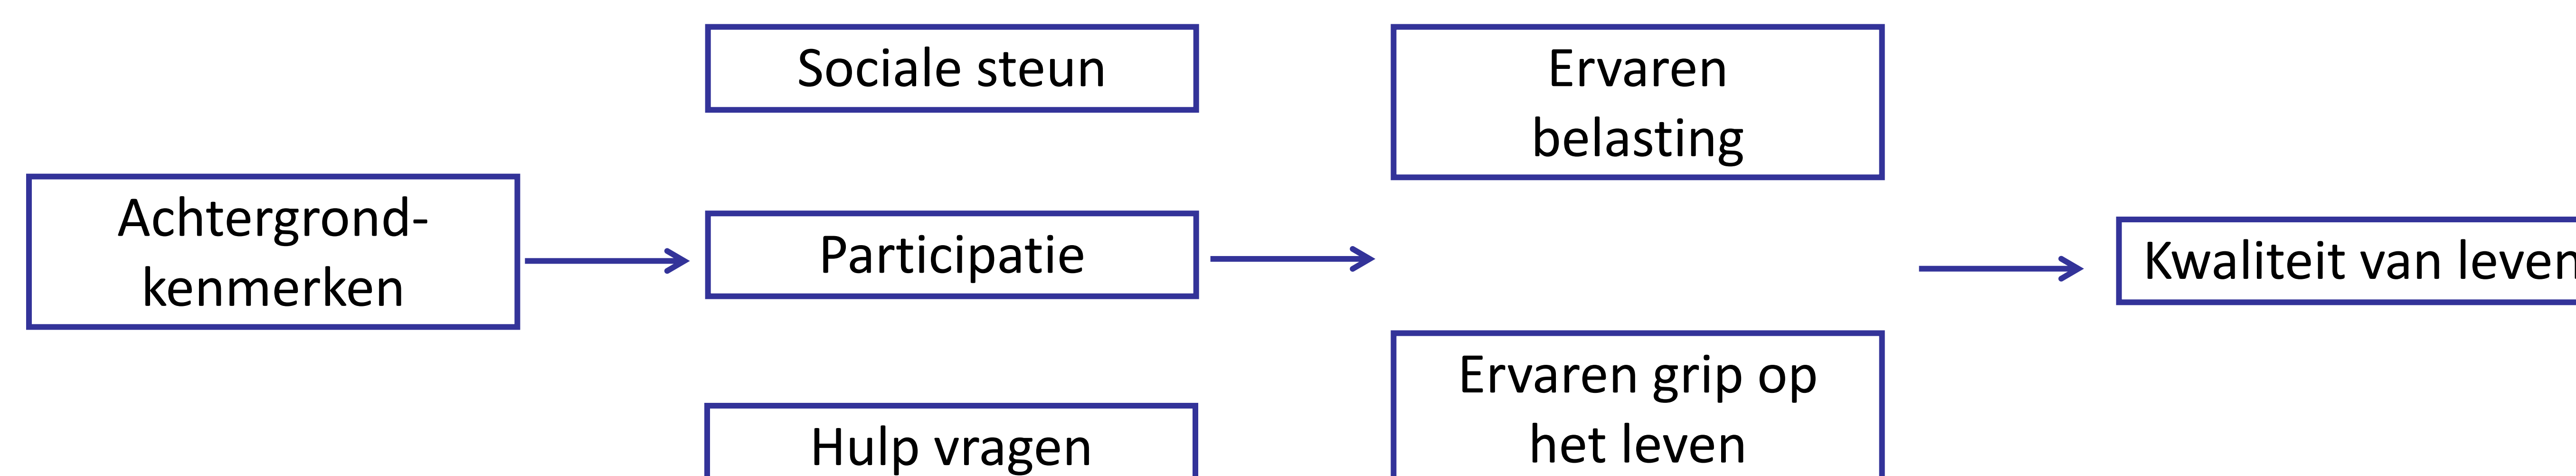 Sociale steun
Ervaren
belasting
Achtergrond-
kenmerken
Participatie
Kwaliteit van leven
Ervaren grip op
het leven
Hulp vragen